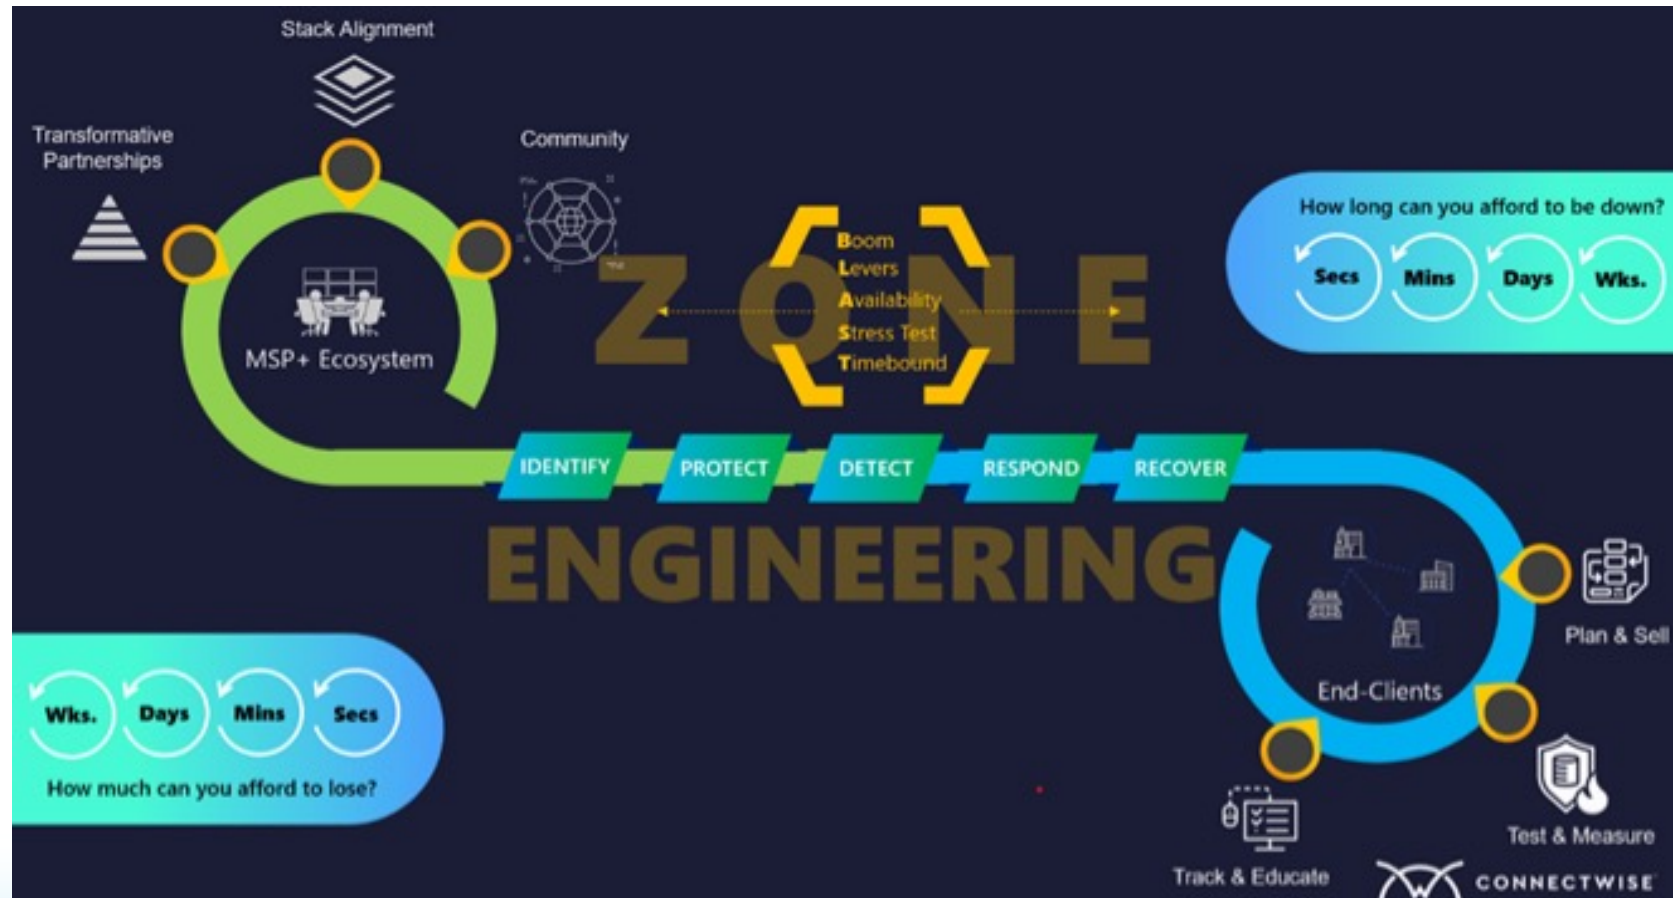 Stack Alignment
Transformative
Partnerships
Community
MSP+ Ecosystem
ZONE
Boom
Levers
Availability
Stress Test
Timebound
How long can you afford to be down?
Secs Mins Days Wks.
IDENTIFY PROTECT DETECT RESPOND RECOVER
ENGINEERING
Wks. Days Mins Secs
How much can you afford to lose?
End-Clients
Plan & Sell
Test & Measure
Track & Educate
CONNECTWISE